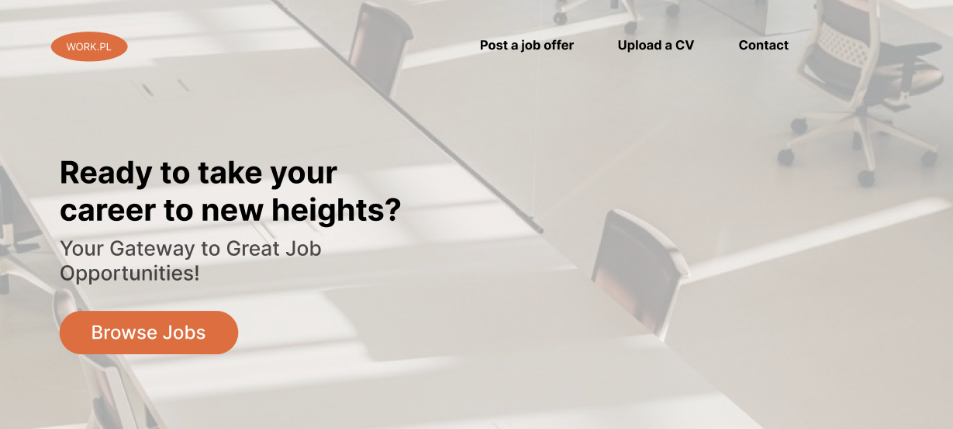 WORK.PL
Post a job offer
Upload a CV
Contact
Ready to take your
career to new heights?
Your Gateway to Great Job
Opportunities!
Browse Jobs